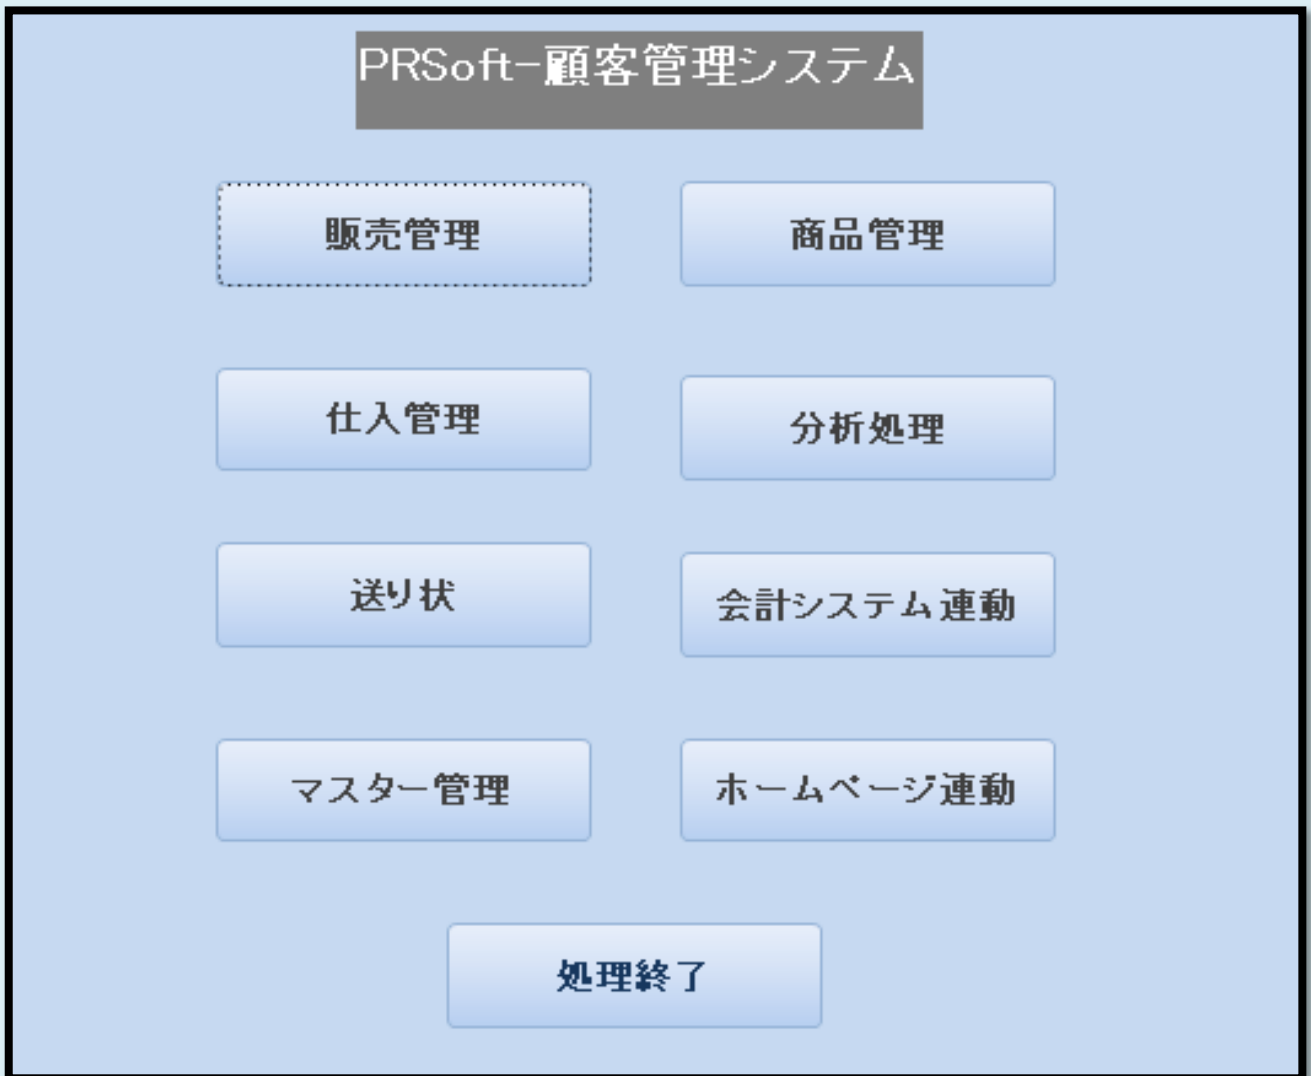 PRSoft-顧客管理システム
販売管理
商品管理
仕入管理
分析処理
送り状
会計システム連動
マスター管理
ホームページ連動
処理終了